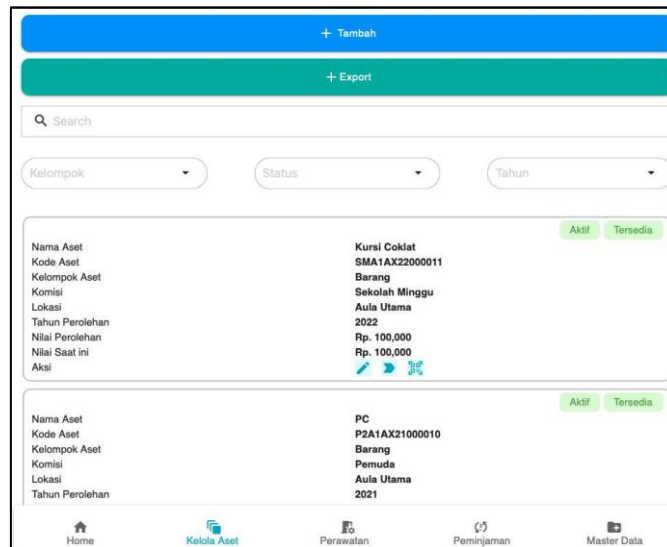 + Tambah
+ Export
Search
Kelompok Status Tahun
Aktif Tersedia
Nama Aset Kursi Coklat
Kode Aset SMA1AX22000011
Kelompok Aset Barang
Komisi Sekolah Minggu
Lokasi Aula Utama
Tahun Perolehan 2022
Nilai Perolehan Rp. 100,000
Nilai Saat ini Rp. 100,000
Aksi
Aktif Tersedia
Nama Aset PC
Kode Aset P2A1AX21000010
Kelompok Aset Barang
Komisi Pemuda
Lokasi Aula Utama
Tahun Perolehan 2021
Home Kelola Aset Perawatan Peminjaman Master Data